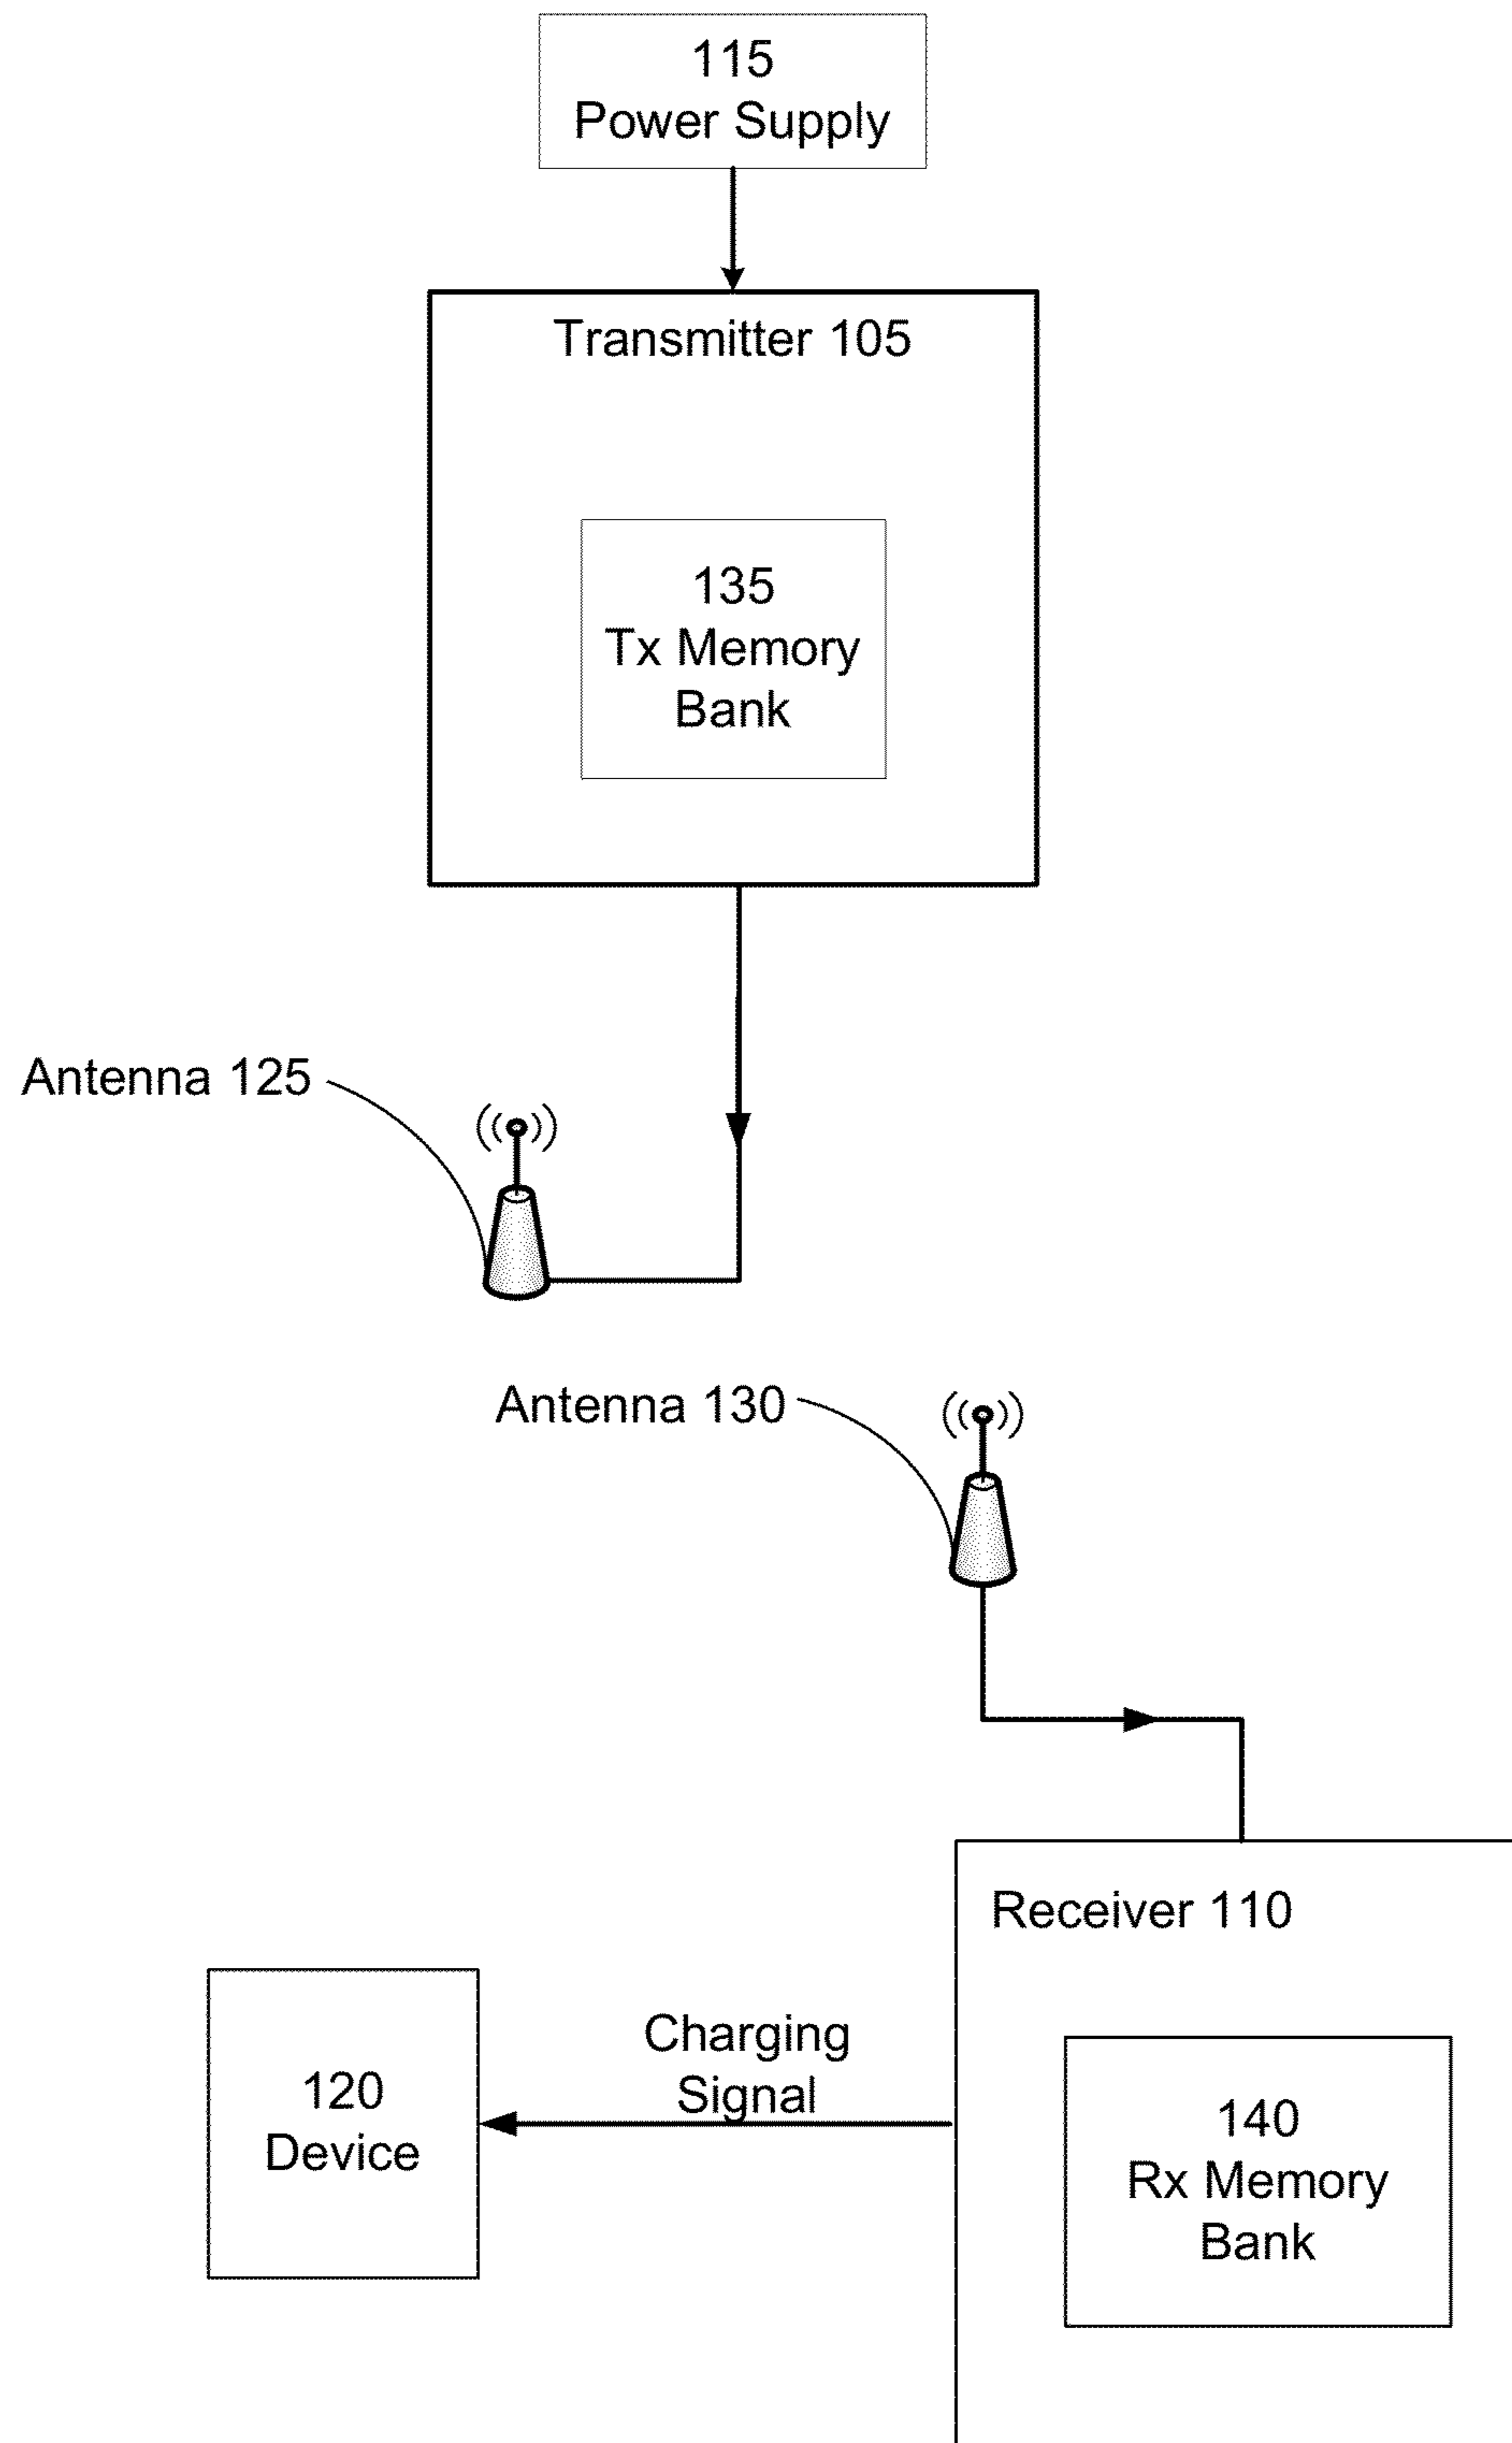 115
Power Supply
Transmitter 105
135
Tx Memory
Bank
Antenna 125
Antenna 130
Receiver 110
Charging
Signal
120
Device
140
Rx Memory
Bank